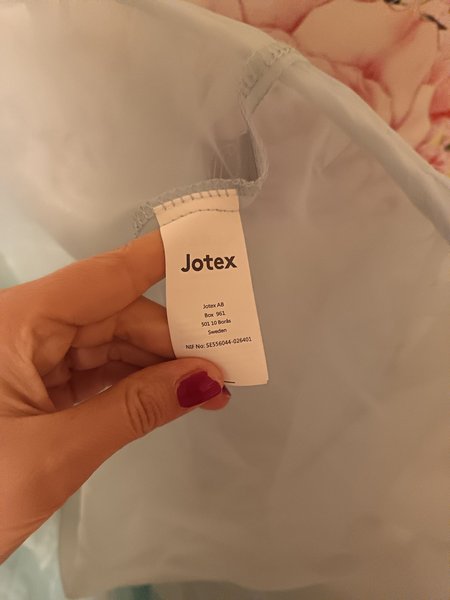 Jotex
Jotex AB
Box 961
501 10 Borås
Sweden
NIF No: SE556044-026401